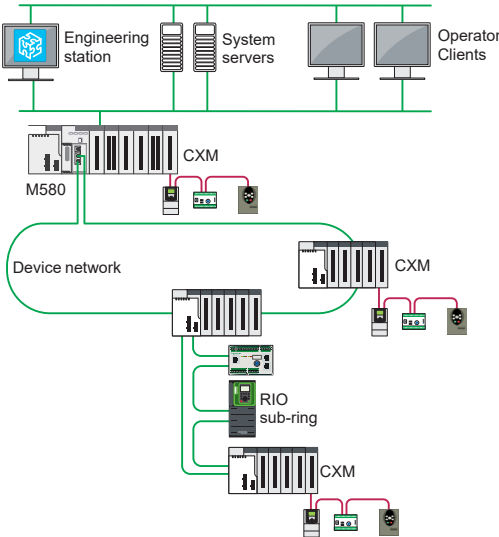 Engineering
station
System
servers
Operator
Clients
CXM
M580
Device network
CXM
RIO
sub-ring
CXM